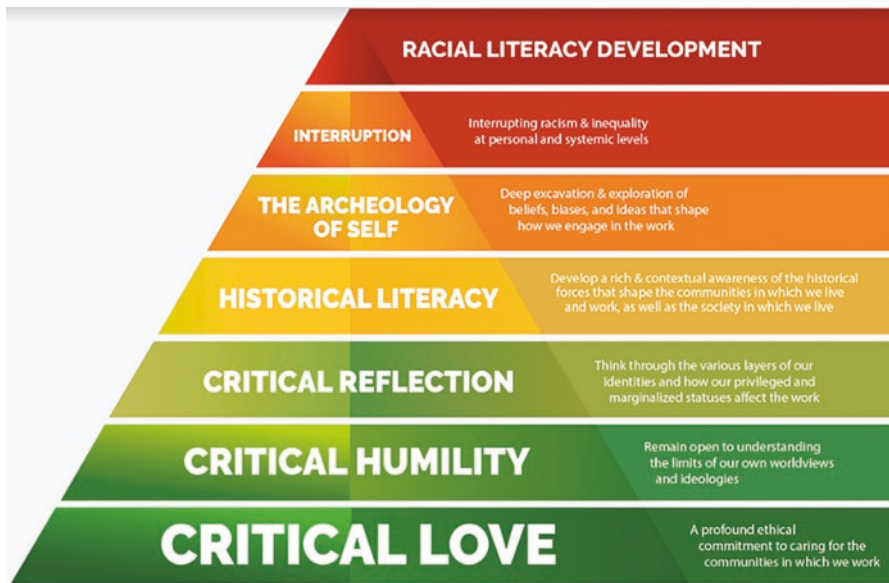 RACIAL LITERACY DEVELOPMENT
INTERRUPTION
Interrupting racism & inequality
at personal and systemic levels
THE ARCHEOLOGY
OF SELF
Deep excavation & exploration of
beliefs, biases, and ideas that shape
how we engage in the work
HISTORICAL LITERACY
Develop a rich & contextual awareness of the historical
forces that shape the communities in which we live
and work, as well as the society in which we live
CRITICAL REFLECTION
Think through the various layers of our
identities and how our privileged and
marginalized statuses affect the work
CRITICAL HUMILITY
Remain open to understanding
the limits of our own worldviews
and ideologies
CRITICAL LOVE
A profound ethical
commitment to caring for the
communities in which we work